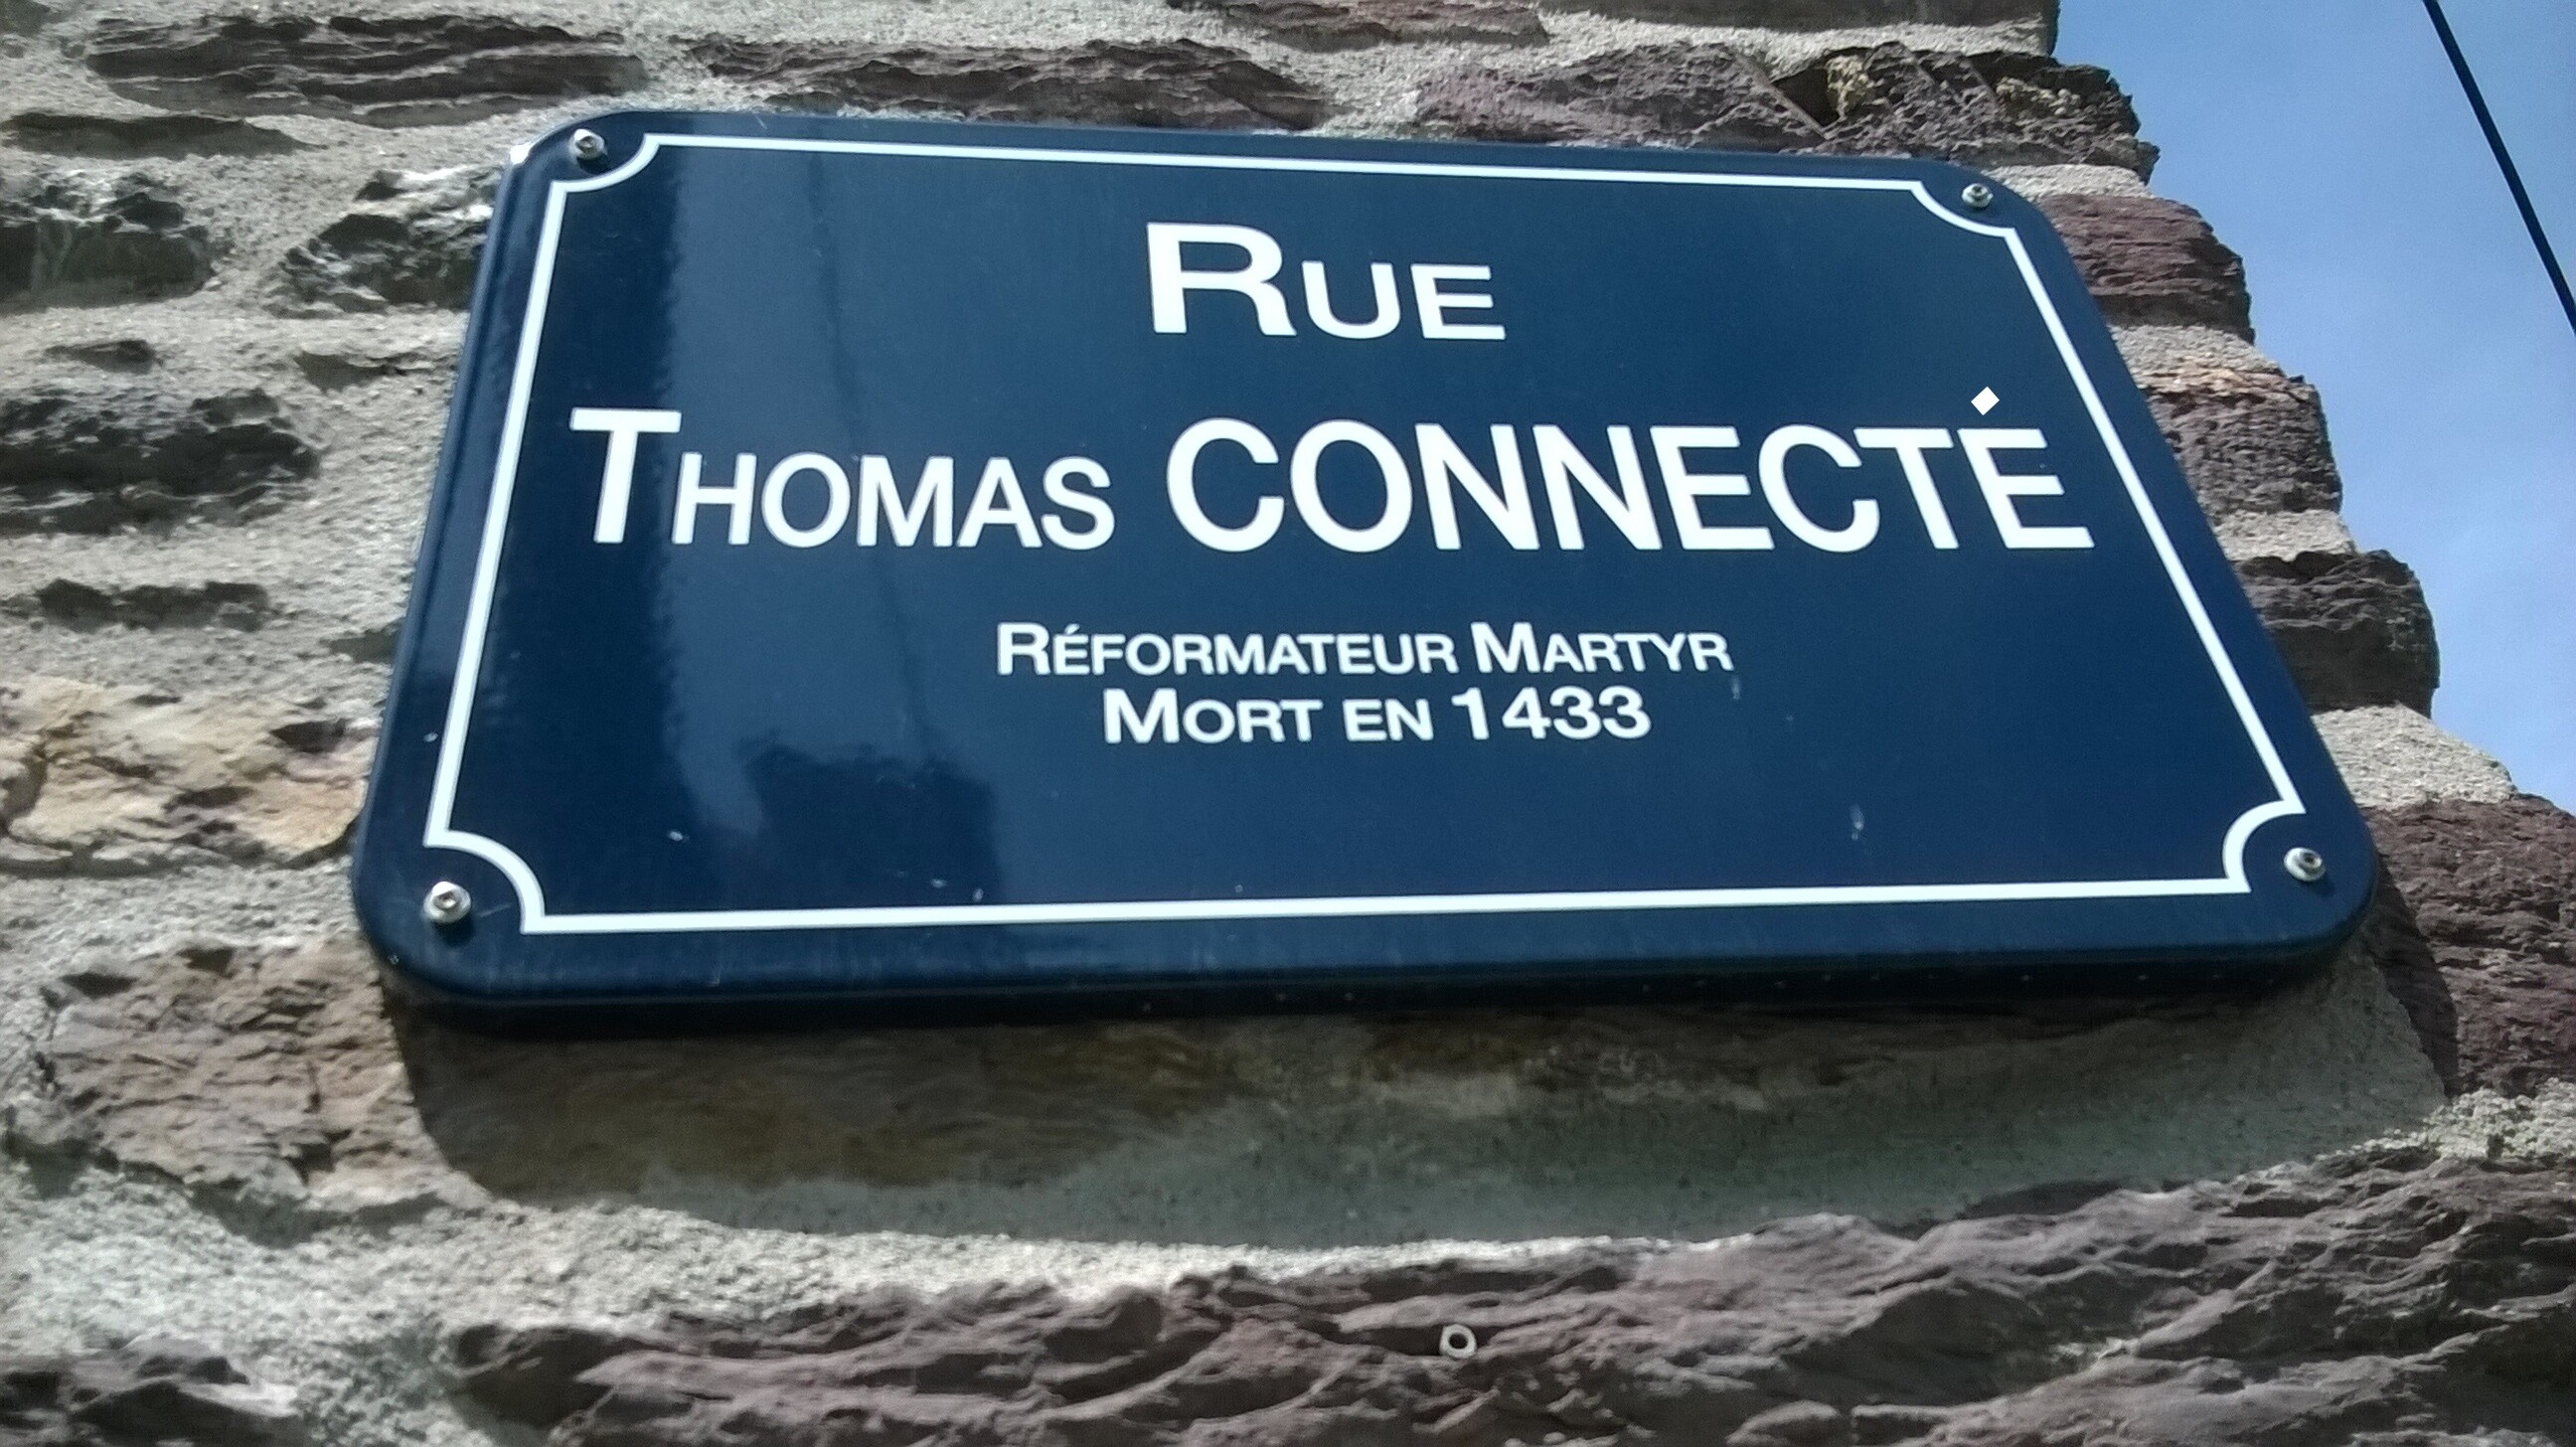 RUE
THOMAS CONNECTÉ
RÉFORMATEUR MARTYR
MORT EN 1433